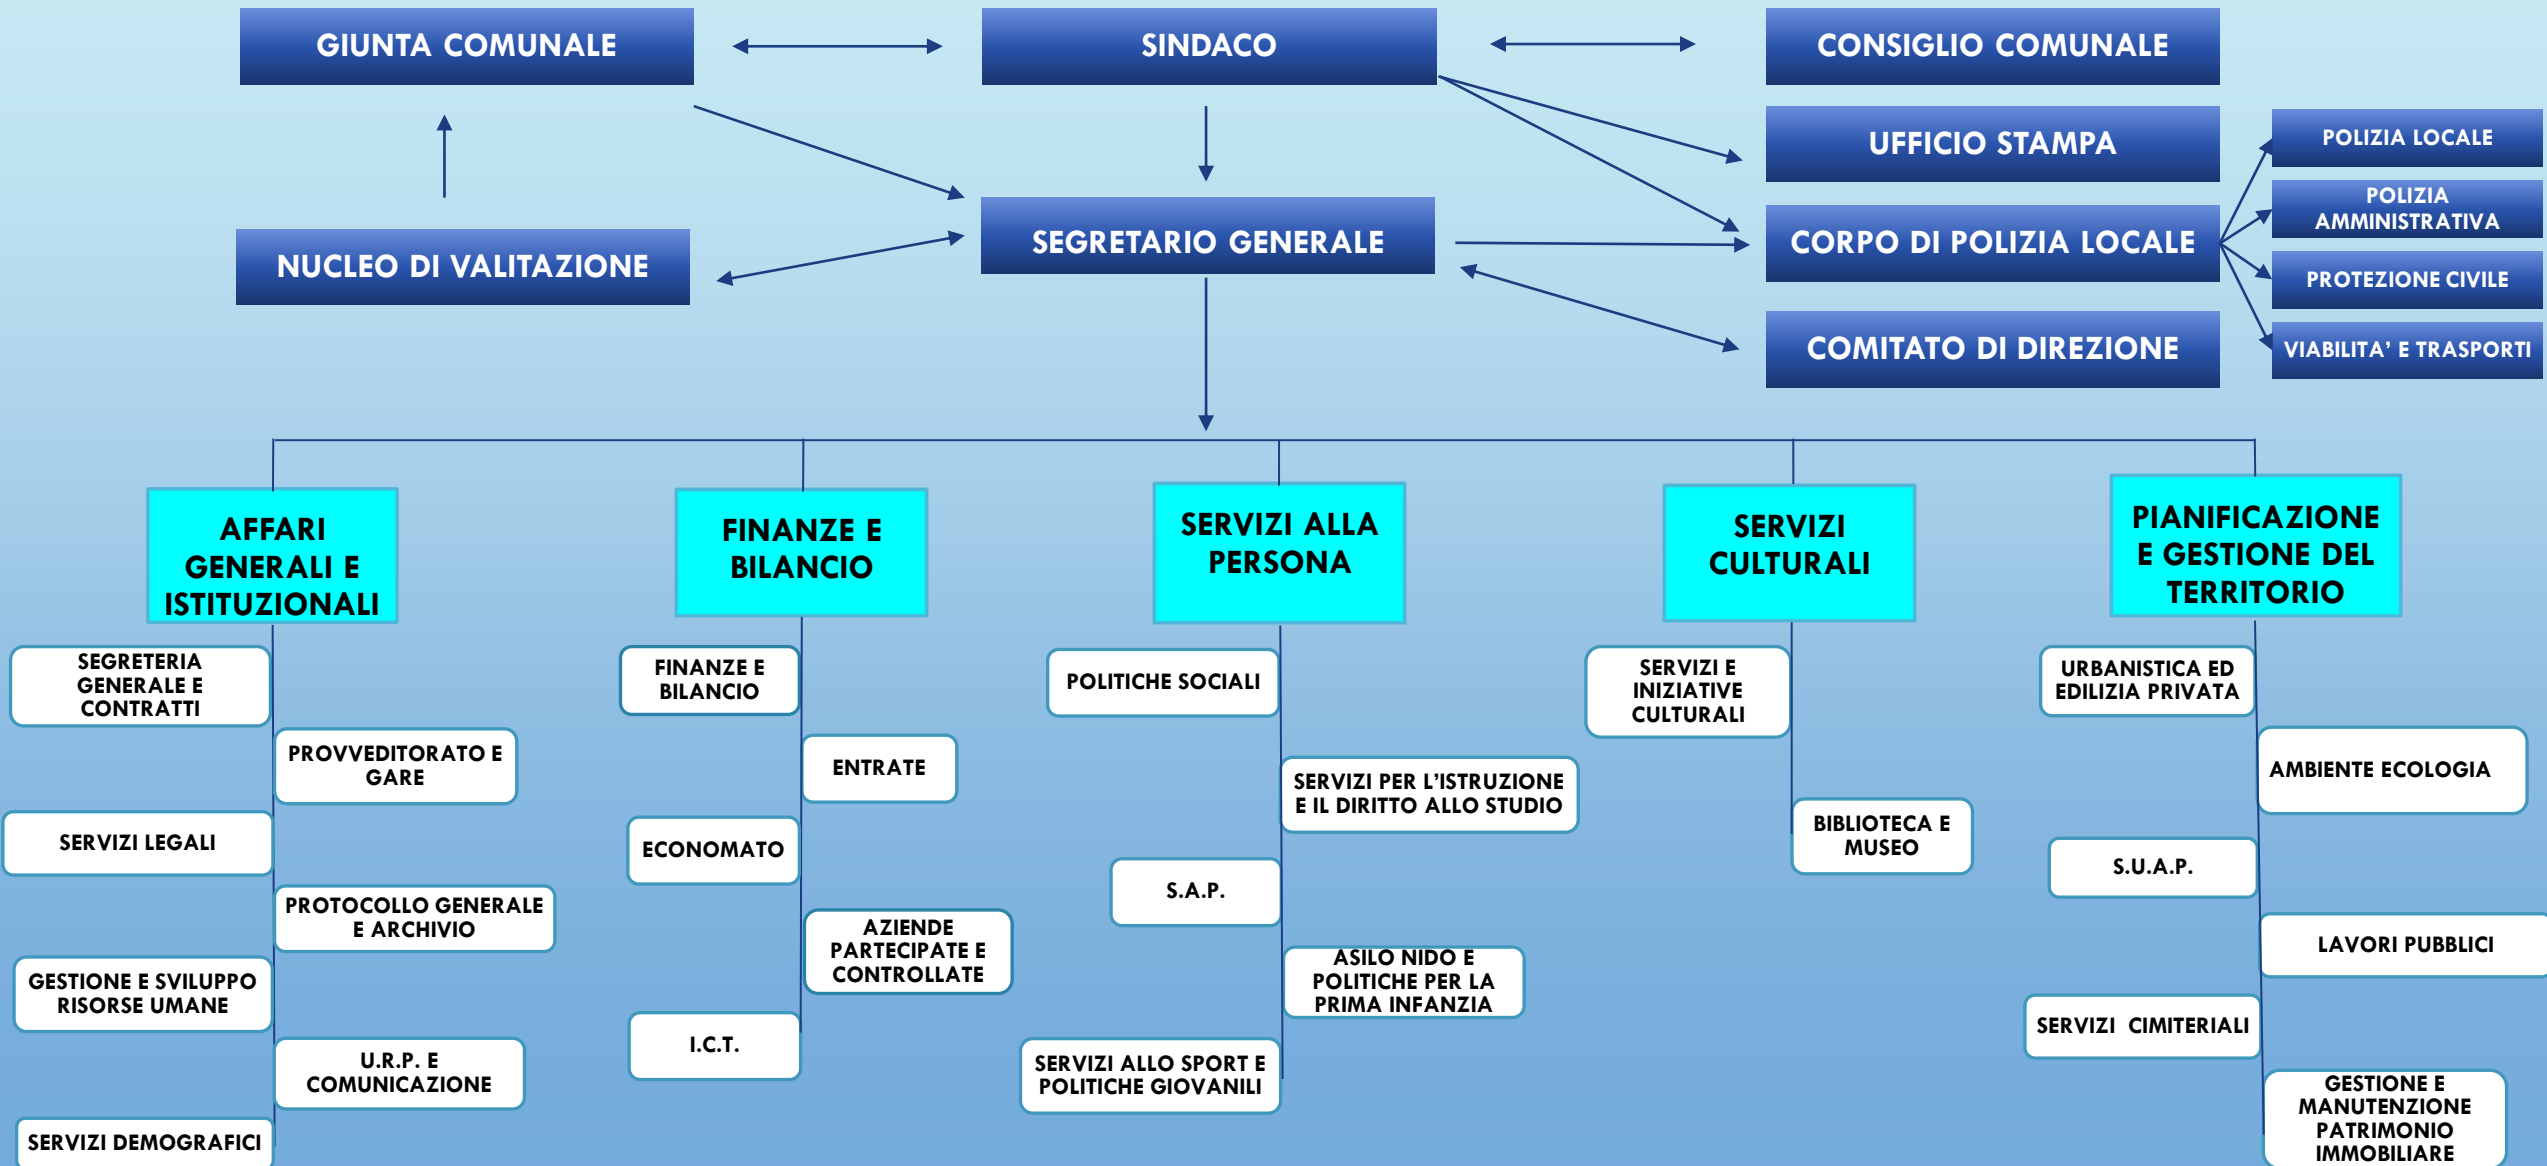 GIUNTA COMUNALE
SINDACO
CONSIGLIO COMUNALE
UFFICIO STAMPA
POLIZIA LOCALE
POLIZIA
AMMINISTRATIVA
NUCLEO DI VALITAZIONE
SEGRETARIO GENERALE
CORPO DI POLIZIA LOCALE
PROTEZIONE CIVILE
COMITATO DI DIREZIONE
VIABILITA’ E TRASPORTI
AFFARI
GENERALI E
ISTITUZIONALI
FINANZE E
BILANCIO
SERVIZI ALLA
PERSONA
SERVIZI
CULTURALI
PIANIFICAZIONE
E GESTIONE DEL
TERRITORIO
SEGRETERIA
GENERALE E
CONTRATTI
PROVVEDITORATO E
GARE
SERVIZI LEGALI
PROTOCOLLO GENERALE
E ARCHIVIO
GESTIONE E SVILUPPO
RISORSE UMANE
U.R.P. E
COMUNICAZIONE
SERVIZI DEMOGRAFICI
FINANZE E
BILANCIO
ENTRATE
ECONOMATO
AZIENDE
PARTECIPATE E
CONTROLLATE
I.C.T.
POLITICHE SOCIALI
SERVIZI PER L’ISTRUZIONE
E IL DIRITTO ALLO STUDIO
S.A.P.
ASILO NIDO E
POLITICHE PER LA
PRIMA INFANZIA
SERVIZI ALLO SPORT E
POLITICHE GIOVANILI
SERVIZI E
INIZIATIVE
CULTURALI
BIBLIOTECA E
MUSEO
URBANISTICA ED
EDILIZIA PRIVATA
AMBIENTE ECOLOGIA
S.U.A.P.
LAVORI PUBBLICI
SERVIZI CIMITERIALI
GESTIONE E
MANUTENZIONE
PATRIMONIO
IMMOBILIARE